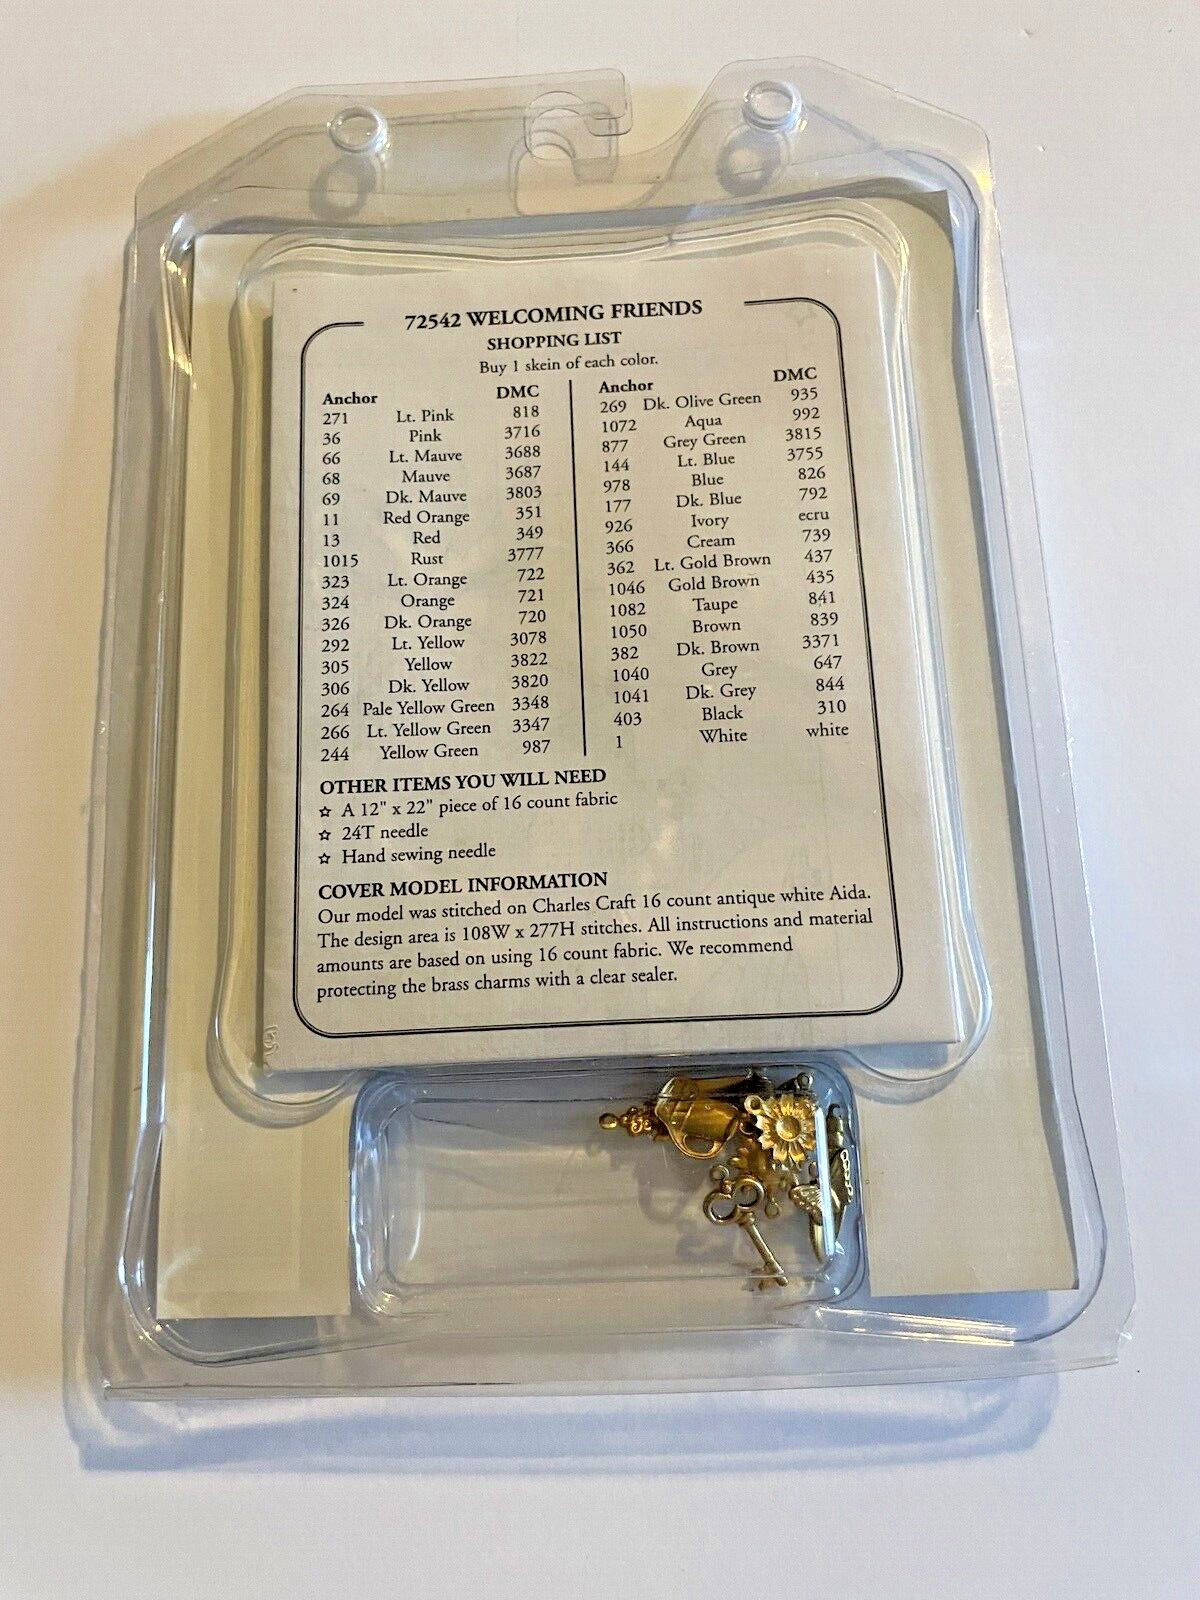 72542 WELCOMING FRIENDS
SHOPPING LIST
Buy 1 skein of each color.
Anchor DMC
271 Lt. Pink 818
36 Pink 3716
66 Lt. Mauve 3688
68 Mauve 3687
69 Dk. Mauve 3803
11 Red Orange 351
13 Red 349
1015 Rust 3777
323 Lt. Orange 722
324 Orange 721
326 Dk. Orange 720
292 Lt. Yellow 3078
305 Yellow 3822
306 Dk. Yellow 3820
264 Pale Yellow Green 3348
266 Lt. Yellow Green 3347
244 Yellow Green 987
Anchor DMC
269 Dk. Olive Green 935
1072 Aqua 992
877 Grey Green 3815
144 Lt. Blue 3755
978 Blue 826
177 Dk. Blue 792
926 Ivory ecru
366 Cream 739
362 Lt. Gold Brown 437
1046 Gold Brown 435
1082 Taupe 841
1050 Brown 839
382 Dk. Brown 3371
1040 Grey 647
1041 Dk. Grey 844
403 Black 310
1 White white
OTHER ITEMS YOU WILL NEED
☆ A 12" x 22" piece of 16 count fabric
☆ 24T needle
☆ Hand sewing needle
COVER MODEL INFORMATION
Our model was stitched on Charles Craft 16 count antique white Aida.
The design area is 108W x 277H stitches. All instructions and material
amounts are based on using 16 count fabric. We recommend
protecting the brass charms with a clear sealer.